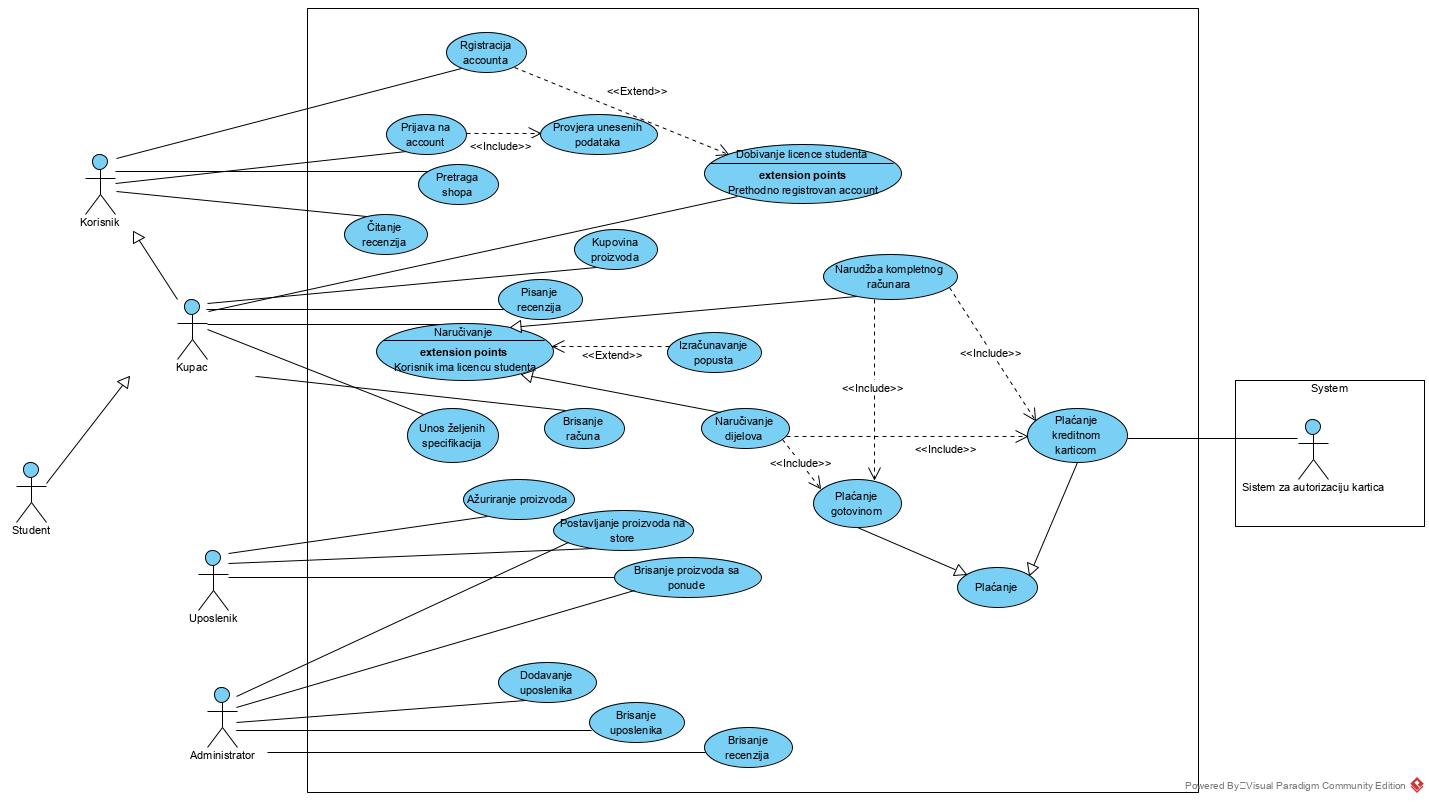 Rgistracija
accounta
<<Extend>>
Prijava na
account
<<Include>>
Provjera unesenih
podataka
Dobivanje licence studenta
extension points
Prethodno registrovan account
Pretraga
shopa
Korisnik
Čitanje
recenzija
Kupovina
proizvoda
Narudžba kompletnog
računara
Pisanje
recenzija
Naručivanje
extension points
Korisnik ima licencu studenta
<<Extend>>
Izračunavanje
popusta
<<Include>>
<<Include>>
Kupac
System
Unos željenih
specifikacija
Brisanje
računa
Naručivanje
dijelova
<<Include>>
<<Include>>
Plaćanje
kreditnom
karticom
Sistem za autorizaciju kartica
Student
Ažuriranje proizvoda
Plaćanje
gotovinom
Postavljanje proizvoda na
store
Brisanje proizvoda sa
ponude
Plaćanje
Uposlenik
Dodavanje
uposlenika
Brisanje
uposlenika
Brisanje
recenzija
Administrator
Powered By Visual Paradigm Community Edition